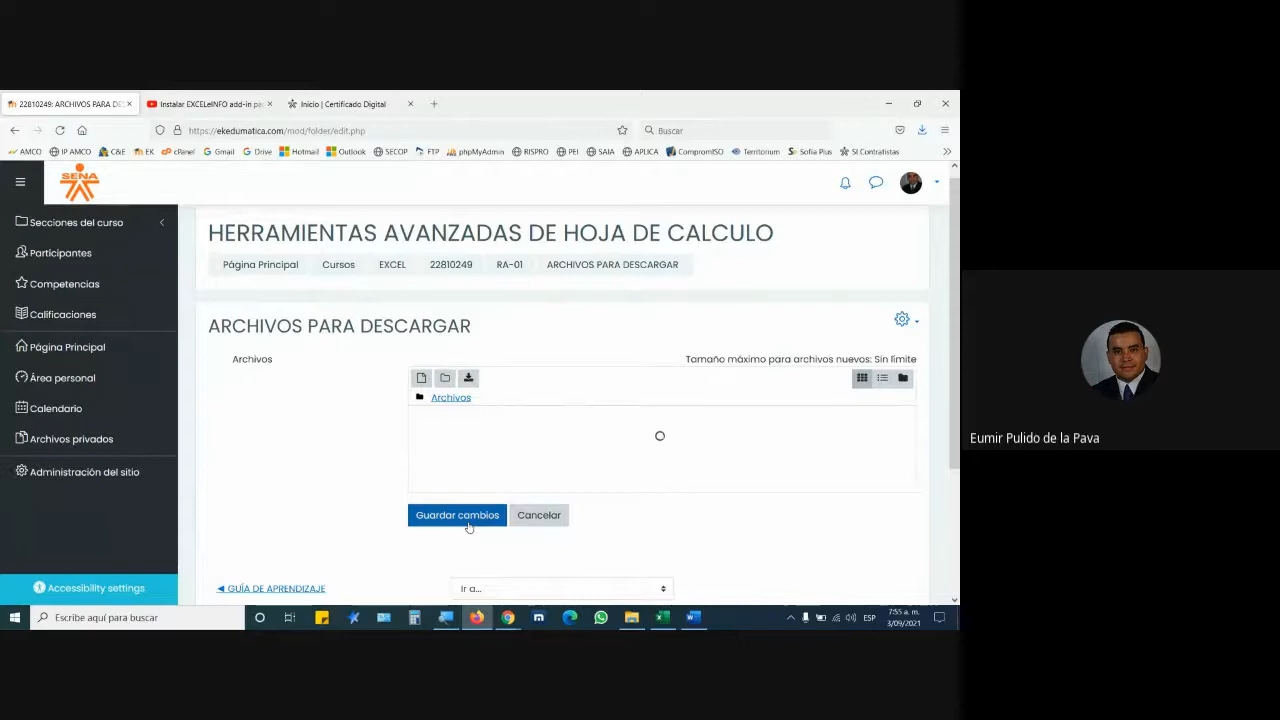 22810249: ARCHIVOS PARA DE
Instalar EXCELeINFO add-in pa
Inicio | Certificado Digital
https://ekedumatica.com/mod/folder/edit.php
Buscar
AMCO
IP AMCO
C&E
EK
cPanel
Gmail
Drive
Hotmail
Outlook
SECOP
FTP
phpMyAdmin
RISPRO
PEI
SAIA
APLICA
CompromISO
Territorium
Sofia Plus
SI Contratistas
SENA
Secciones del curso
Participantes
Competencias
Calificaciones
Página Principal
Área personal
Calendario
Archivos privados
Administración del sitio
Accessibility settings
HERRAMIENTAS AVANZADAS DE HOJA DE CALCULO
Página Principal
Cursos
EXCEL
22810249
RA-01
ARCHIVOS PARA DESCARGAR
ARCHIVOS PARA DESCARGAR
Archivos
Tamaño máximo para archivos nuevos: Sin límite
Archivos
Guardar cambios
Cancelar
◄ GUÍA DE APRENDIZAJE
Ir a...
Escribe aquí para buscar
ESP
7:55 a. m.
3/09/2021
Eumir Pulido de la Pava